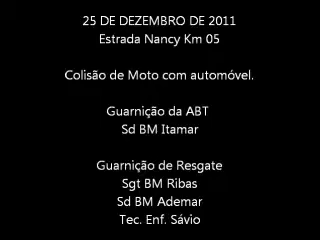 25 DE DEZEMBRO DE 2011
Estrada Nancy Km 05
Colisão de Moto com automóvel.
Guarnição da ABT
Sd BM Itamar
Guarnição de Resgate
Sgt BM Ribas
Sd BM Ademar
Tec. Enf. Sávio